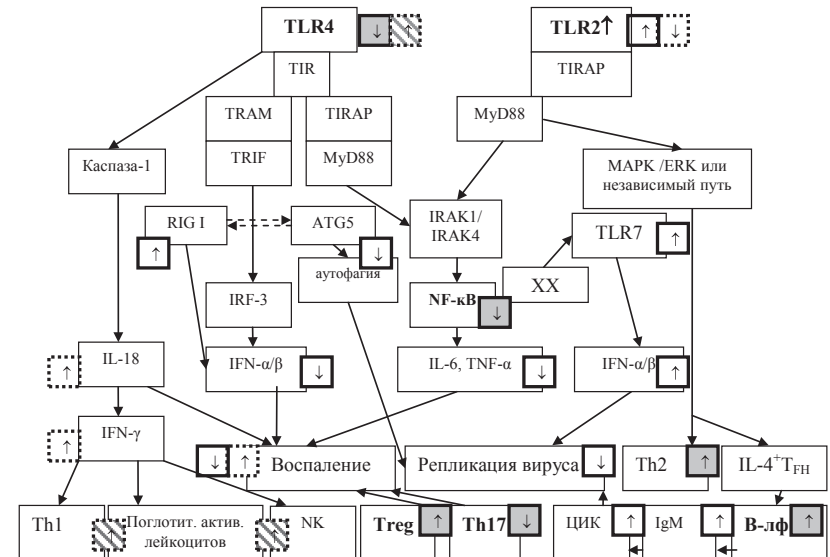 TLR4 ↓ ↑
TLR2↑ ↑ ↓
TIR
TIRAP
TRAM
TIRAP
MyD88
Каспаза-1
TRIF
MyD88
MAPK /ERK или
независимый путь
RIG I
↑
ATG5
↓
IRAK1/
IRAK4
TLR7
↑
аутофагия
XX
IRF-3
NF-κB
↓
IL-18
↑
IFN-α/β
↓
IL-6, TNF-α
↓
IFN-α/β
↑
IFN-γ
↑
↓ ↑ Воспаление
Репликация вируса ↓
Th2 ↑
IL-4⁺T_FH
Th1 ↑
Поглотит. актив.
лейкоцитов
↑
NK
Treg ↑
Th17 ↓
ЦИК ↑
IgM ↑
В-лф ↑